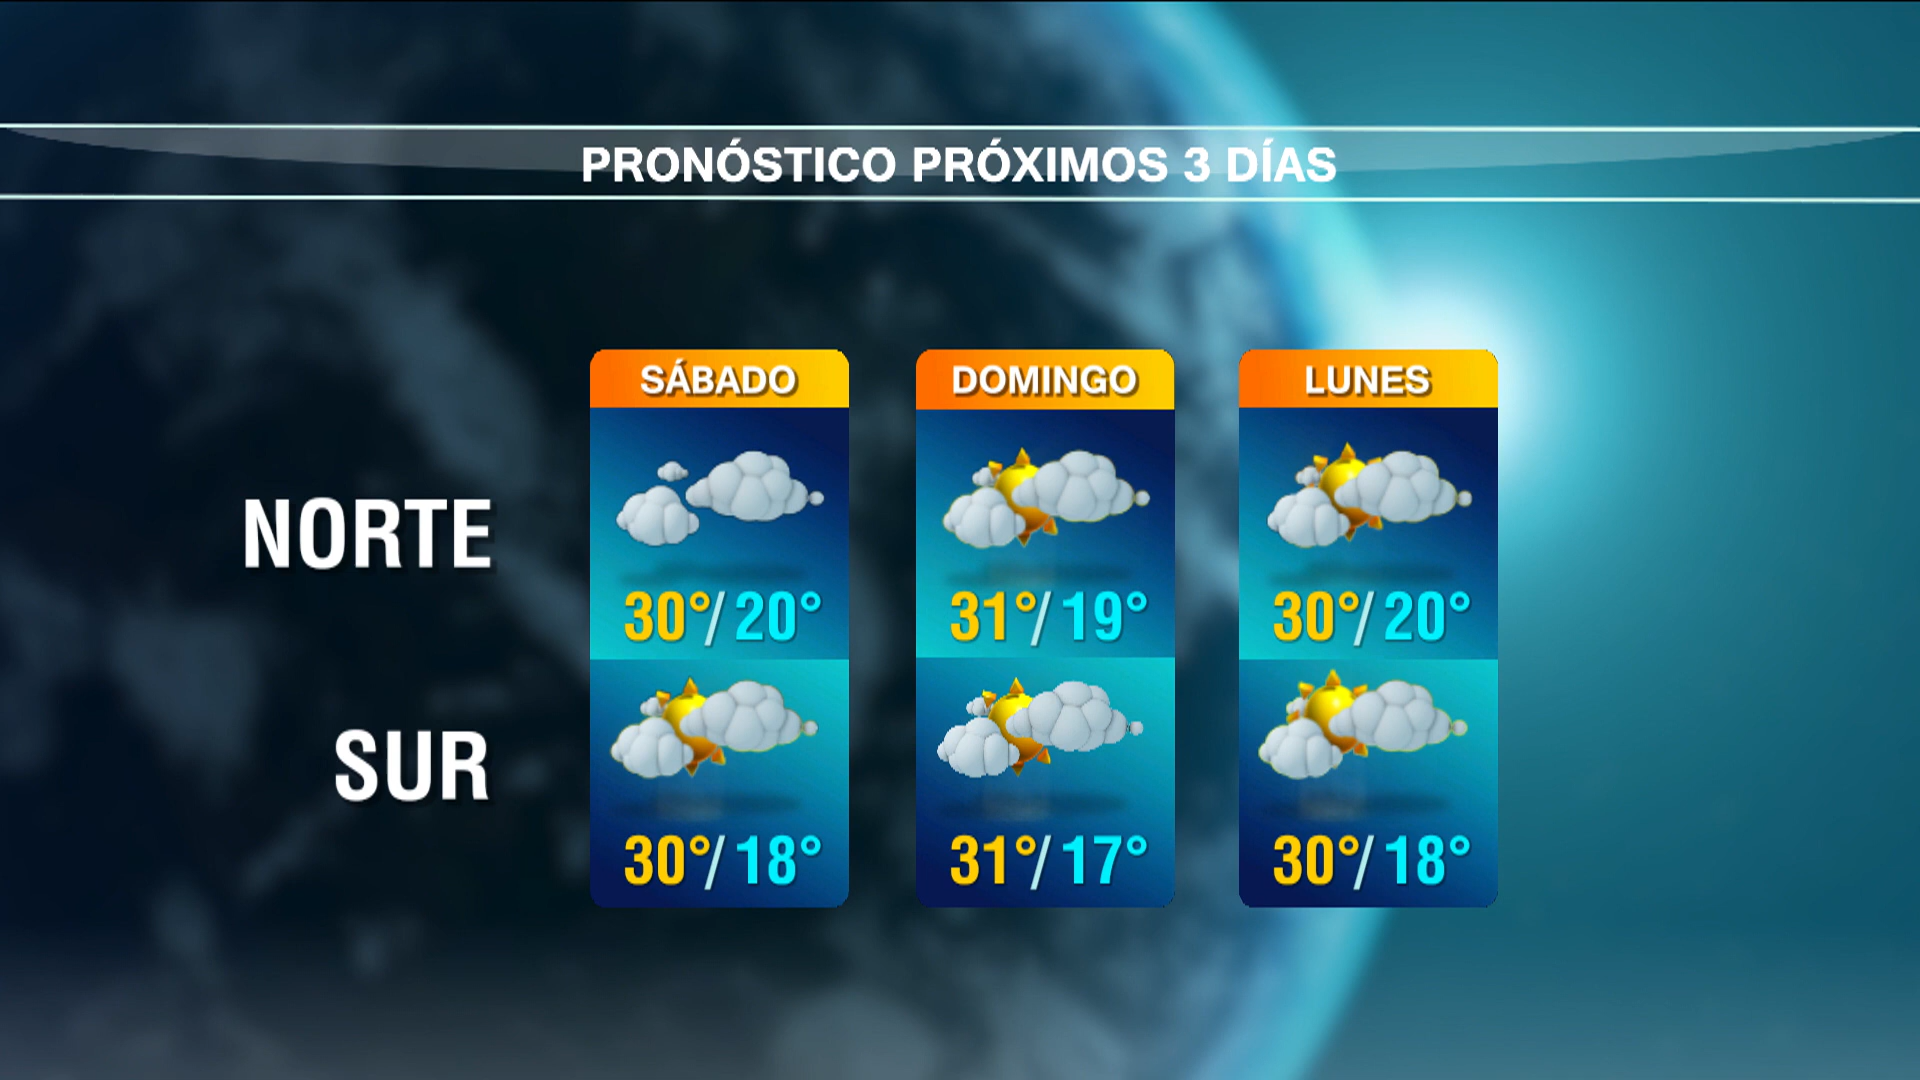 PRONÓSTICO PRÓXIMOS 3 DÍAS
SÁBADO DOMINGO LUNES
NORTE
30°/20° 31°/19° 30°/20°
SUR
30°/18° 31°/17° 30°/18°